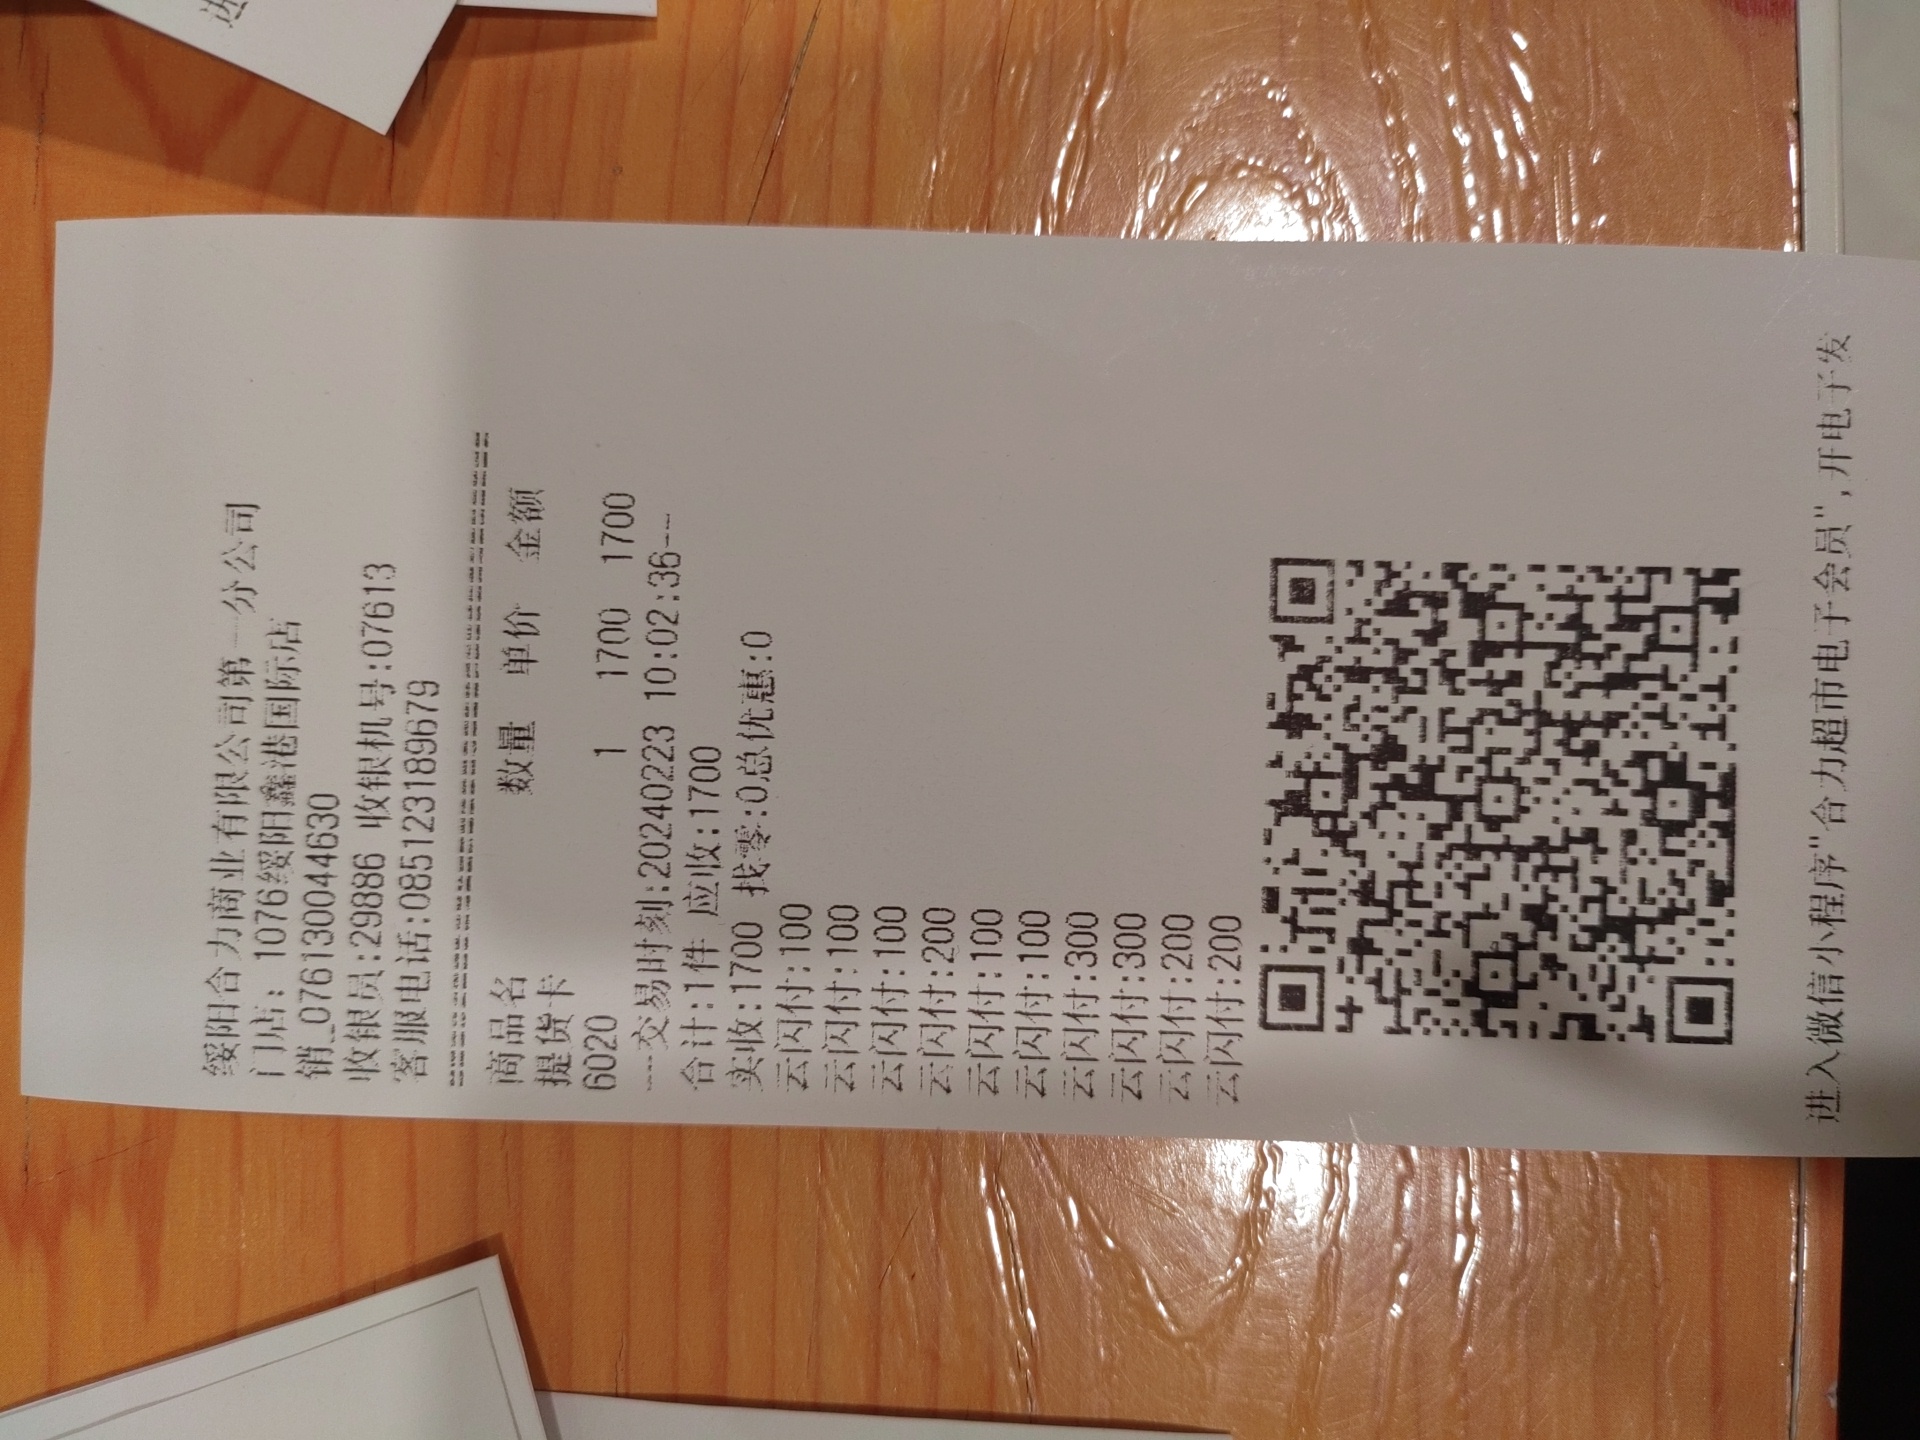 绥阳合力商业有限公司第一分公司
门店: 1076绥阳鑫港国际店
销_0761300044630
收银员:29886 收银机号:07613
客服电话:085123189679
商品名 数量 单价 金额
提货卡
6020 1 1700 1700
---交易时刻:20240223 10:02:36--
合计:1件 应收:1700
实收:1700 找零:0总优惠:0
云闪付:100
云闪付:100
云闪付:100
云闪付:200
云闪付:100
云闪付:100
云闪付:300
云闪付:300
云闪付:200
云闪付:200
进入微信小程序"合力超市电子会员",开电子发